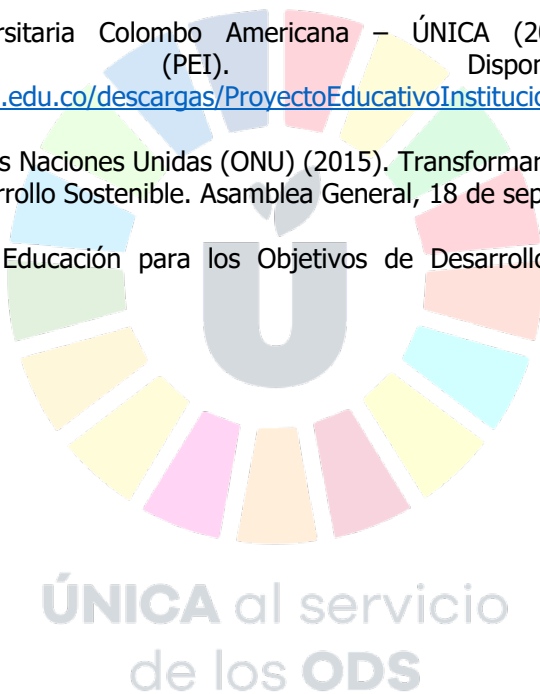 rsitaria Colombo Americana – ÚNICA (20
(PEI). Dispon
.edu.co/descargas/ProyectoEducativoInstitucio
s Naciones Unidas (ONU) (2015). Transformar
rrollo Sostenible. Asamblea General, 18 de sep
Educación para los Objetivos de Desarrollo
Ú
ÚNICA al servicio
de los ODS